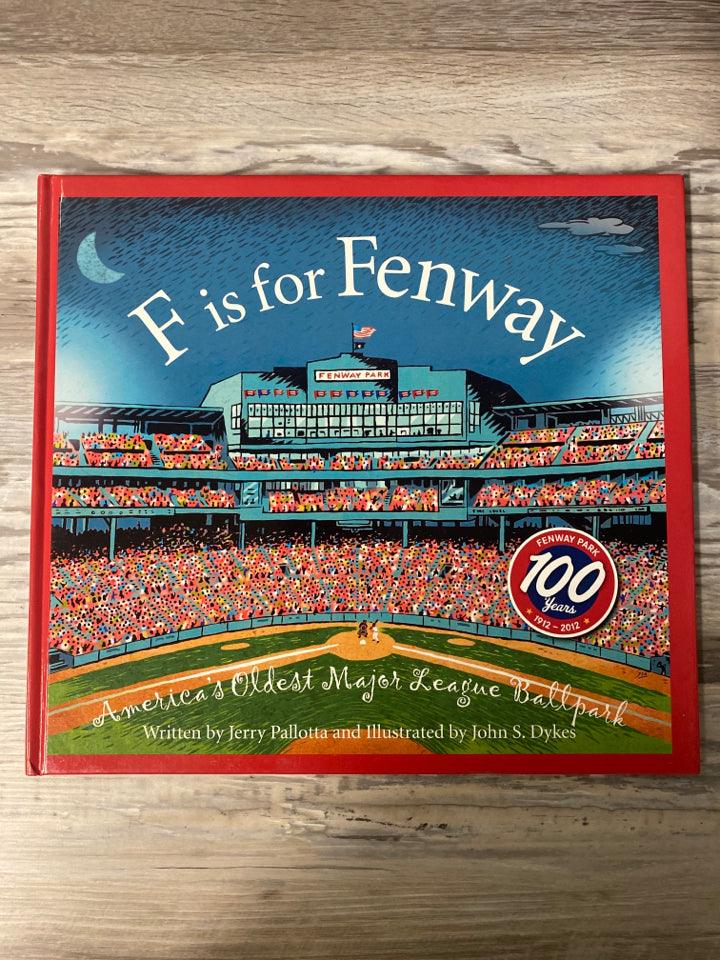 F is for Fenway
FENWAY PARK
FENWAY PARK
100
Years
1912 - 2012
America's Oldest Major League Ballpark
Written by Jerry Pallotta and Illustrated by John S. Dykes